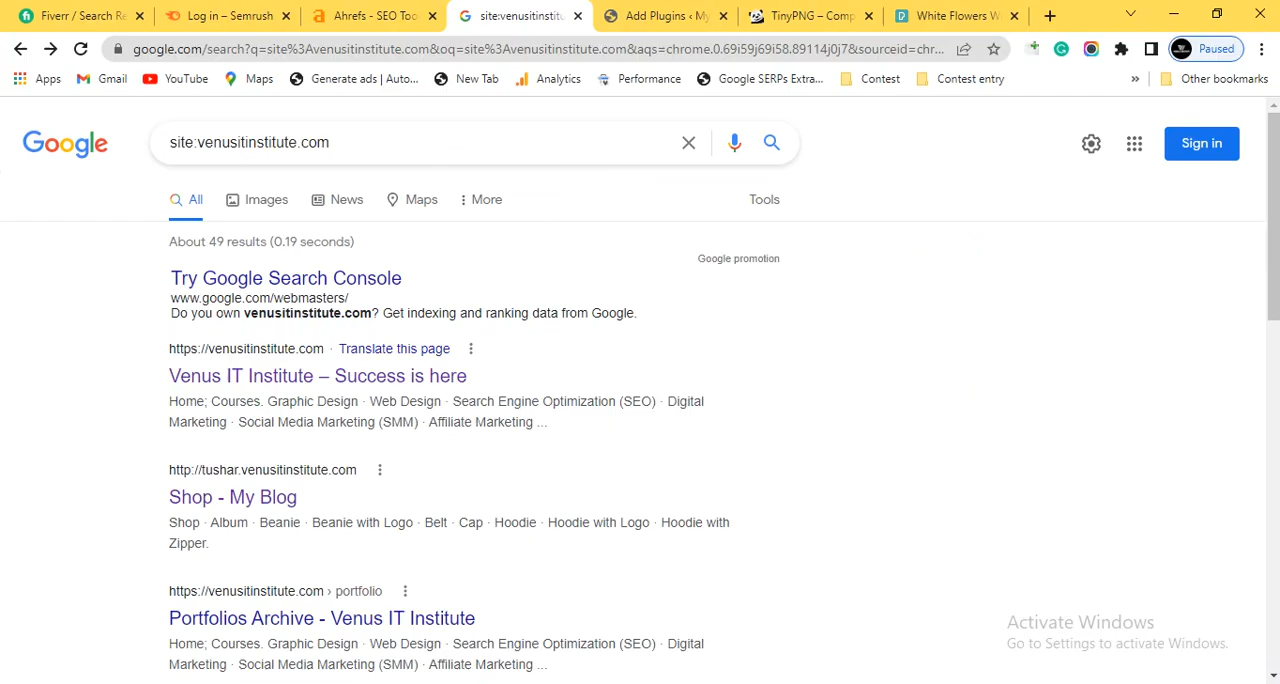 Fiverr / Search Re
Log in – Semrush
Ahrefs - SEO Too
site:venusitinstitu
Add Plugins ‹ My
TinyPNG – Comp
White Flowers W
google.com/search?q=site%3Avenusitinstitute.com&oq=site%3Avenusitinstitute.com&aqs=chrome.0.69i59j69i58.89114j0j7&sourceid=chr...
Paused
Apps
Gmail
YouTube
Maps
Generate ads | Auto...
New Tab
Analytics
Performance
Google SERPs Extra...
Contest
Contest entry
»
Other bookmarks
Google
site:venusitinstitute.com
Sign in
All
Images
News
Maps
More
Tools
About 49 results (0.19 seconds)
Google promotion
Try Google Search Console
www.google.com/webmasters/
Do you own venusitinstitute.com? Get indexing and ranking data from Google.
https://venusitinstitute.com · Translate this page
Venus IT Institute – Success is here
Home; Courses. Graphic Design · Web Design · Search Engine Optimization (SEO) · Digital
Marketing · Social Media Marketing (SMM) · Affiliate Marketing ...
http://tushar.venusitinstitute.com
Shop - My Blog
Shop · Album · Beanie · Beanie with Logo · Belt · Cap · Hoodie · Hoodie with Logo · Hoodie with
Zipper.
https://venusitinstitute.com › portfolio
Portfolios Archive - Venus IT Institute
Home; Courses. Graphic Design · Web Design · Search Engine Optimization (SEO) · Digital
Marketing · Social Media Marketing (SMM) · Affiliate Marketing ...
Activate Windows
Go to Settings to activate Windows.